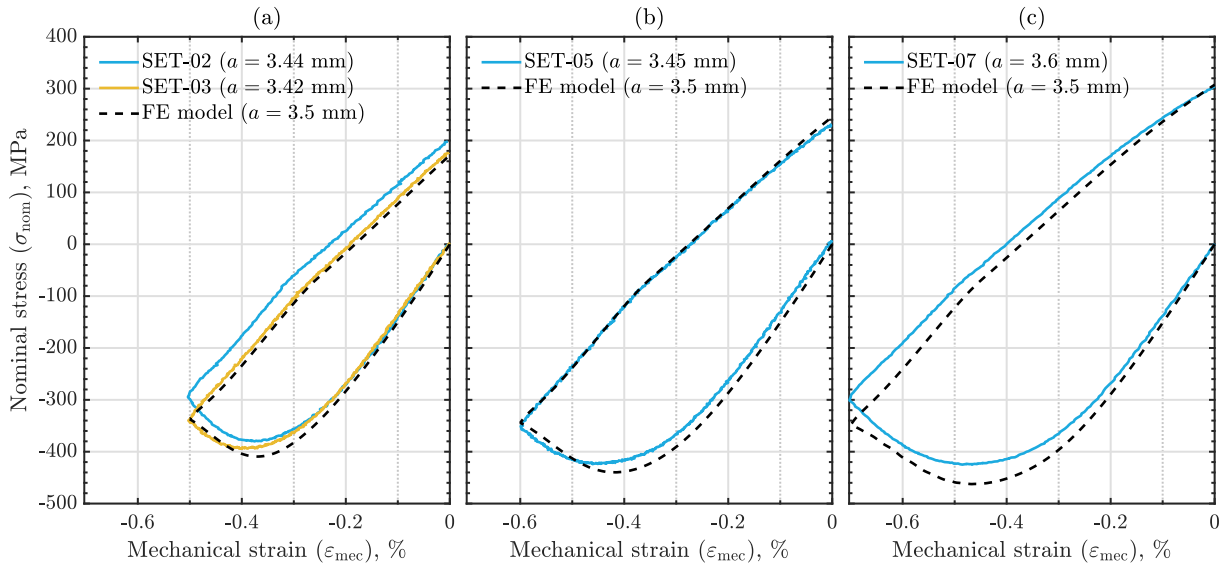 (a)
(b)
(c)
400
300
200
100
0
-100
-200
-300
-400
-500
Nominal stress (σnom), MPa
SET-02 (a = 3.44 mm)
SET-03 (a = 3.42 mm)
FE model (a = 3.5 mm)
SET-05 (a = 3.45 mm)
FE model (a = 3.5 mm)
SET-07 (a = 3.6 mm)
FE model (a = 3.5 mm)
-0.6 -0.4 -0.2 0
-0.6 -0.4 -0.2 0
-0.6 -0.4 -0.2 0
Mechanical strain (εmec), %
Mechanical strain (εmec), %
Mechanical strain (εmec), %